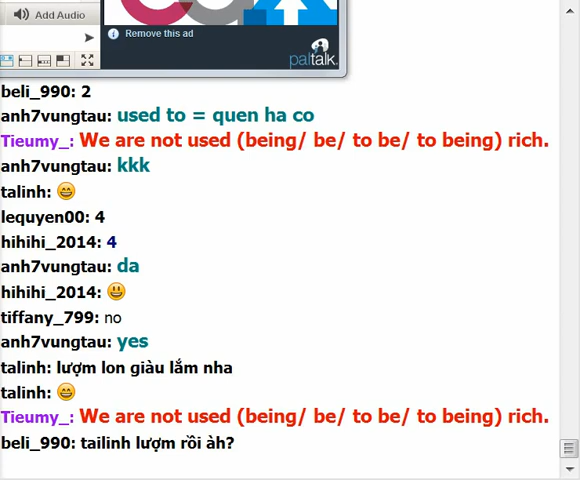 Add Audio
Remove this ad
paltalk
beli_990: 2
anh7vungtau: used to = quen ha co
Tieumy_: We are not used (being/ be/ to be/ to being) rich.
anh7vungtau: kkk
talinh: 😄
lequyen00: 4
hihihi_2014: 4
anh7vungtau: da
hihihi_2014: 😃
tiffany_799: no
anh7vungtau: yes
talinh: lượm lon giàu lắm nha
talinh: 😄
Tieumy_: We are not used (being/ be/ to be/ to being) rich.
beli_990: tailinh lượm rồi àh?